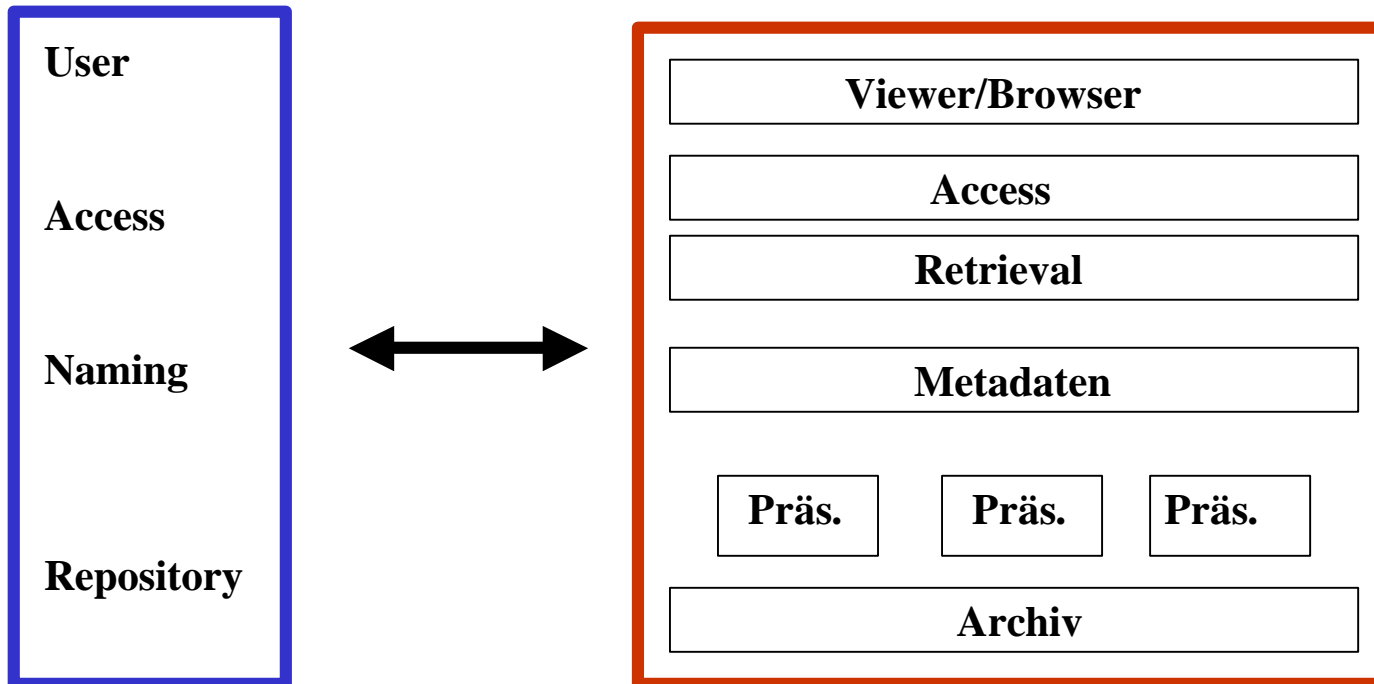 User
Access
Naming
Repository
Viewer/Browser
Access
Retrieval
Metadaten
Präs. Präs. Präs.
Archiv